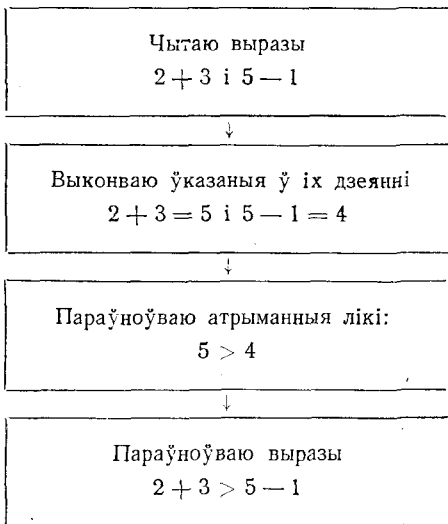 Чытаю выразы
2 + 3 і 5 — 1
↓
Выконваю ўказаныя ў іх дзеянні
2 + 3 = 5 і 5 — 1 = 4
↓
Параўноўваю атрыманныя лікі:
5 > 4
↓
Параўноўваю выразы
2 + 3 > 5 — 1